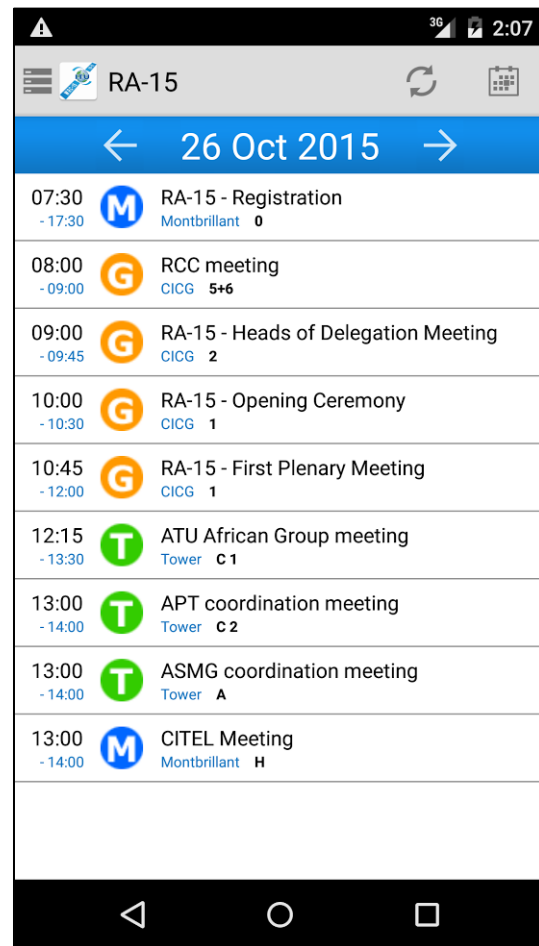 3G 2:07
RA-15
26 Oct 2015
07:30 M RA-15 - Registration
- 17:30 Montbrillant 0
08:00 G RCC meeting
- 09:00 CICG 5+6
09:00 G RA-15 - Heads of Delegation Meeting
- 09:45 CICG 2
10:00 G RA-15 - Opening Ceremony
- 10:30 CICG 1
10:45 G RA-15 - First Plenary Meeting
- 12:00 CICG 1
12:15 T ATU African Group meeting
- 13:30 Tower C 1
13:00 T APT coordination meeting
- 14:00 Tower C 2
13:00 T ASMG coordination meeting
- 14:00 Tower A
13:00 M CITEL Meeting
- 14:00 Montbrillant H